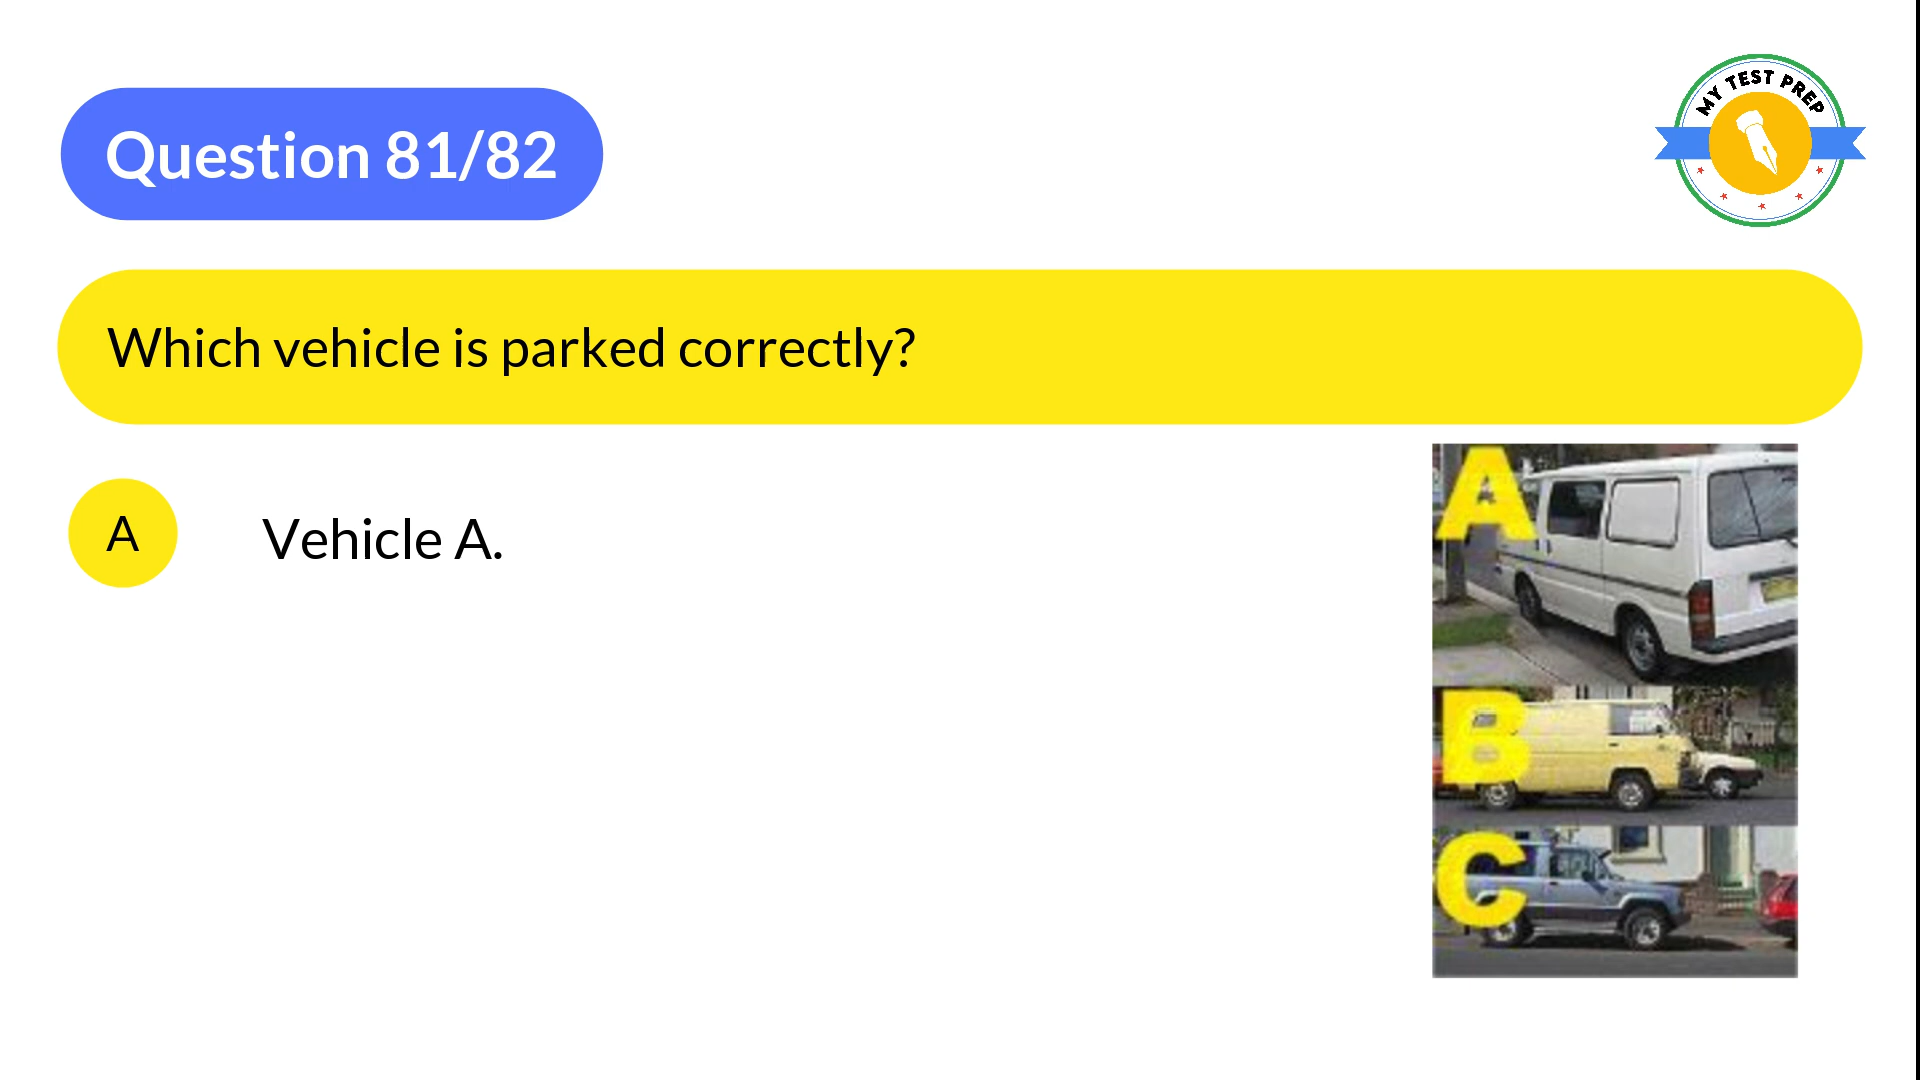 MY TEST PREP
Question 81/82
Which vehicle is parked correctly?
A
Vehicle A.
A
B
C